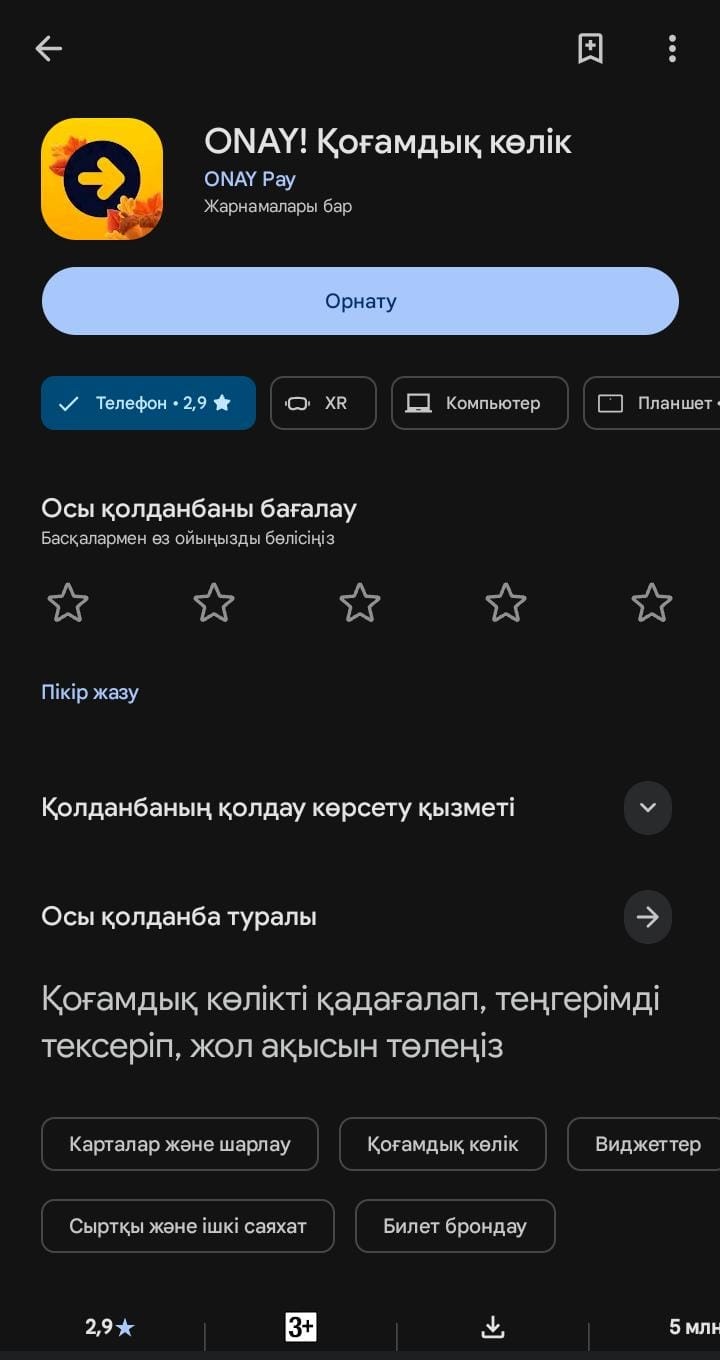 ONAY! Қоғамдық көлік
ONAY Pay
Жарнамалары бар
Орнату
Телефон • 2,9 ★
XR
Компьютер
Планшет •
Осы қолданбаны бағалау
Басқалармен өз ойыңызды бөлісіңіз
Пікір жазу
Қолданбаның қолдау көрсету қызметі
Осы қолданба туралы
Қоғамдық көлікті қадағалап, теңгерімді
тексеріп, жол ақысын төлеңіз
Карталар және шарлау
Қоғамдық көлік
Виджеттер
Сыртқы және ішкі саяхат
Билет брондау
2,9★
3+
5 млн